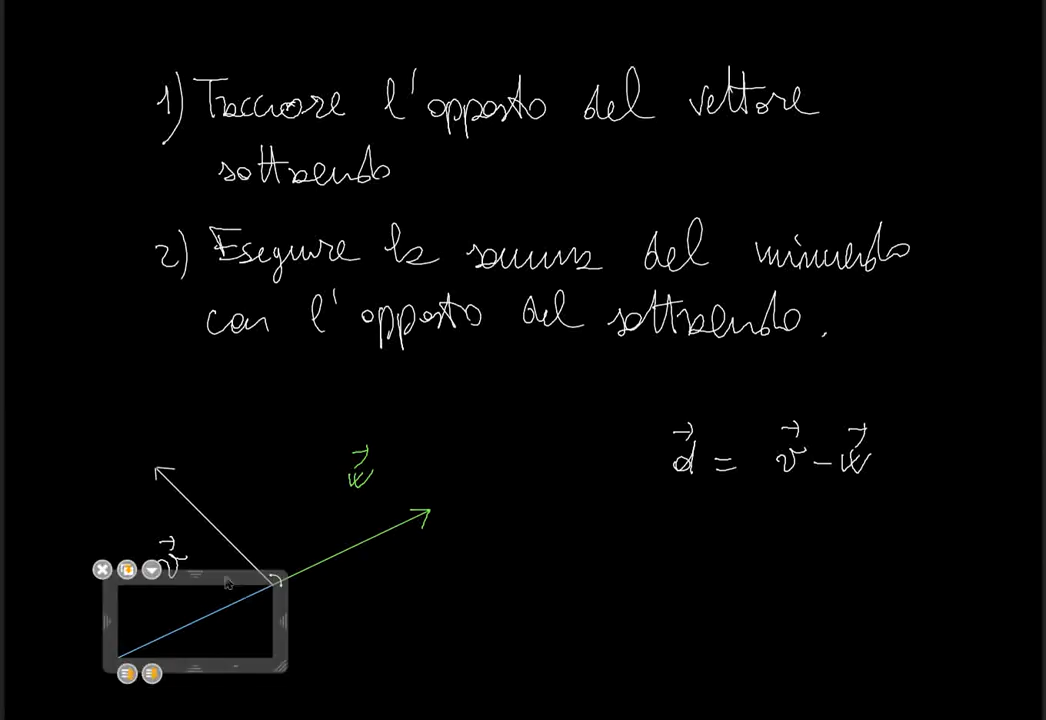 1) Tracciare l'opposto del vettore
sottraendo
2) Eseguire la somma del minuendo
con l'opposto del sottraendo.
w⃗
d⃗ = v⃗ - w⃗
v⃗